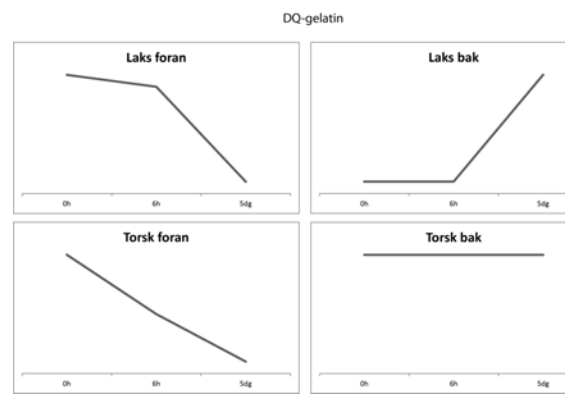 DQ-gelatin
Laks foran
0h 6h 5dg
Laks bak
0h 6h 5dg
Torsk foran
0h 6h 5dg
Torsk bak
0h 6h 5dg